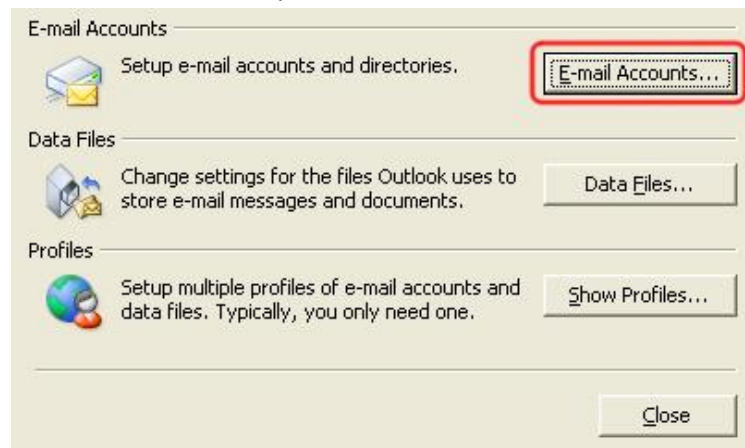 E-mail Accounts
Setup e-mail accounts and directories.
E-mail Accounts...
Data Files
Change settings for the files Outlook uses to
store e-mail messages and documents.
Data Files...
Profiles
Setup multiple profiles of e-mail accounts and
data files. Typically, you only need one.
Show Profiles...
Close